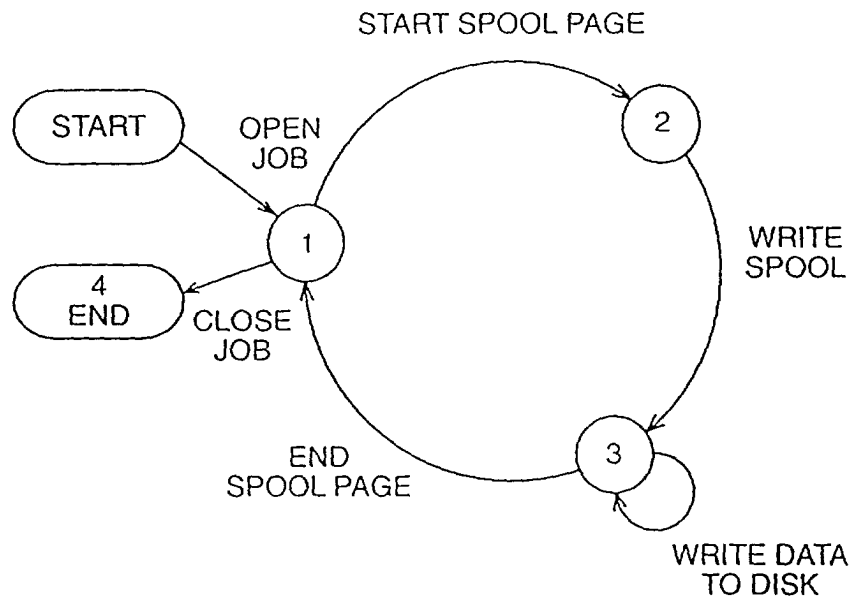 START SPOOL PAGE
START
OPEN
JOB
2
1
WRITE
SPOOL
4
END
CLOSE
JOB
END
SPOOL PAGE
3
WRITE DATA
TO DISK